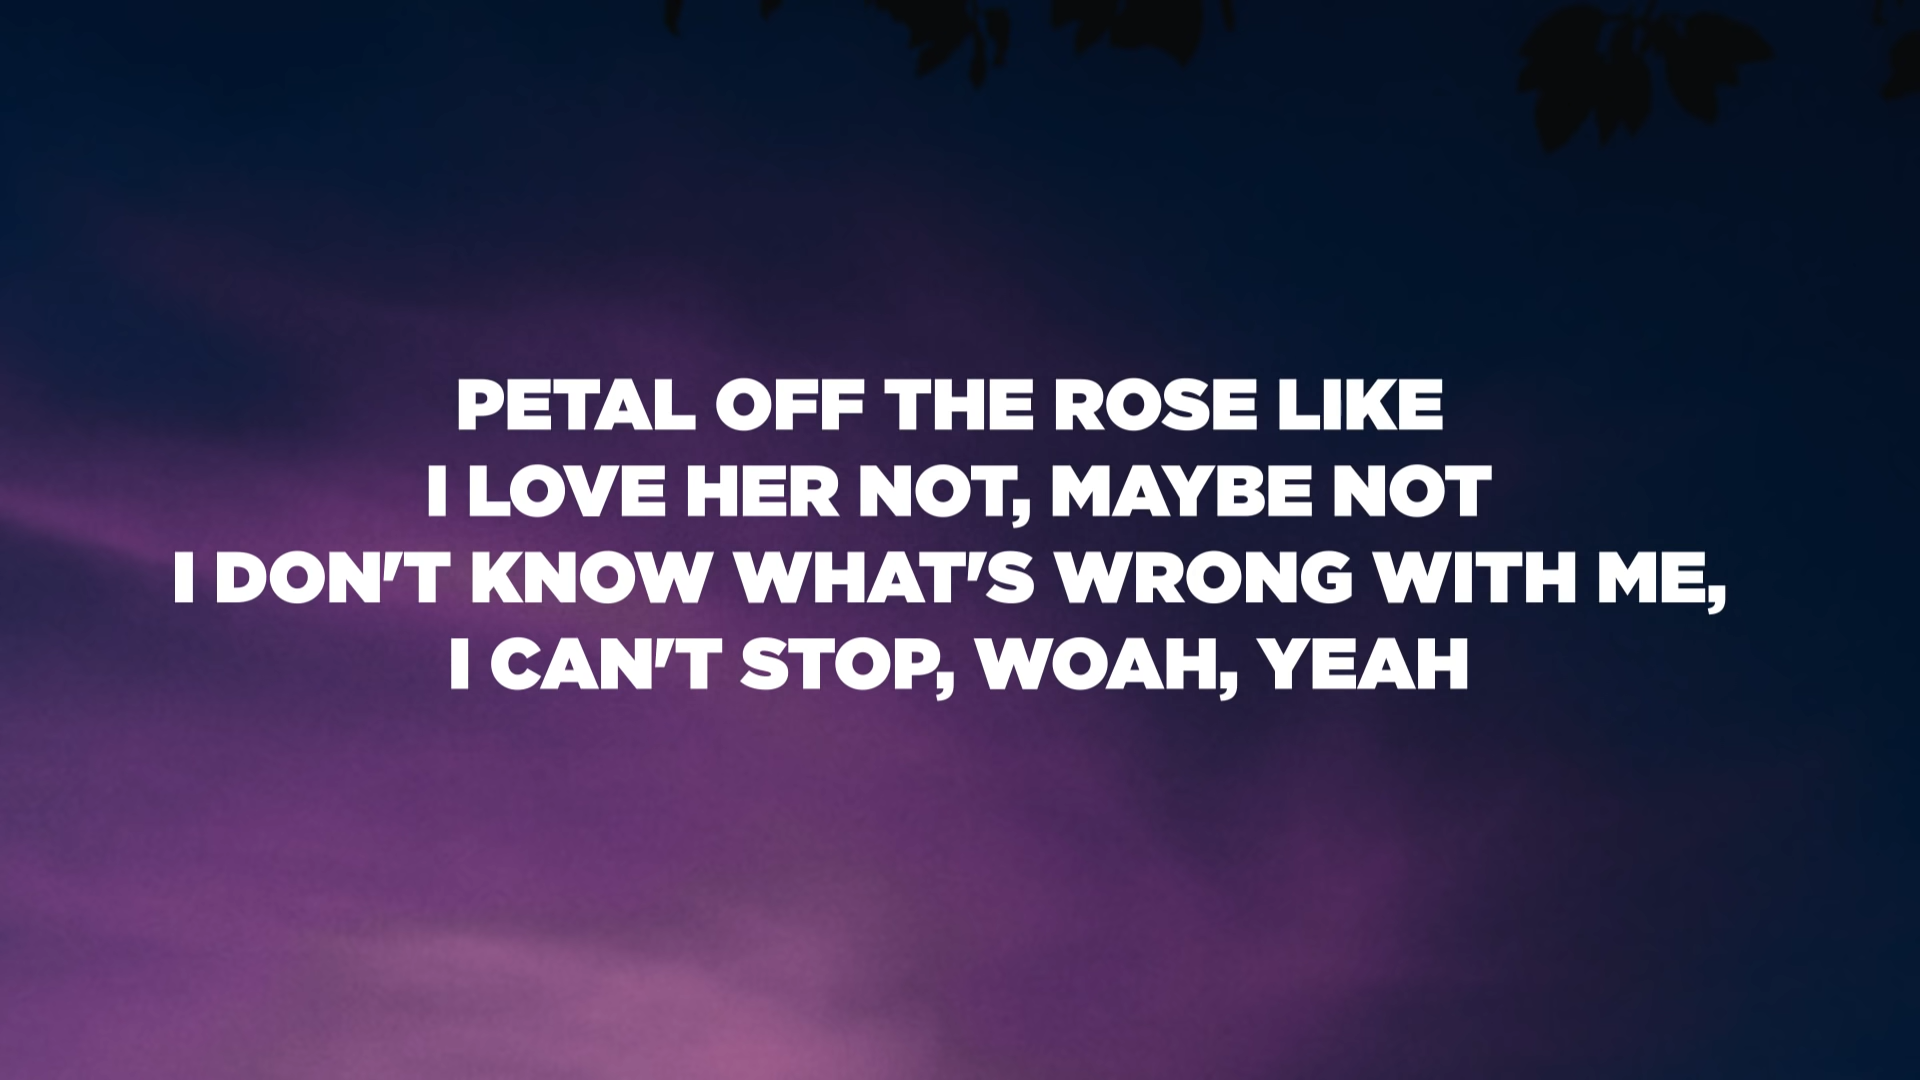 PETAL OFF THE ROSE LIKE
I LOVE HER NOT, MAYBE NOT
I DON'T KNOW WHAT'S WRONG WITH ME,
I CAN'T STOP, WOAH, YEAH